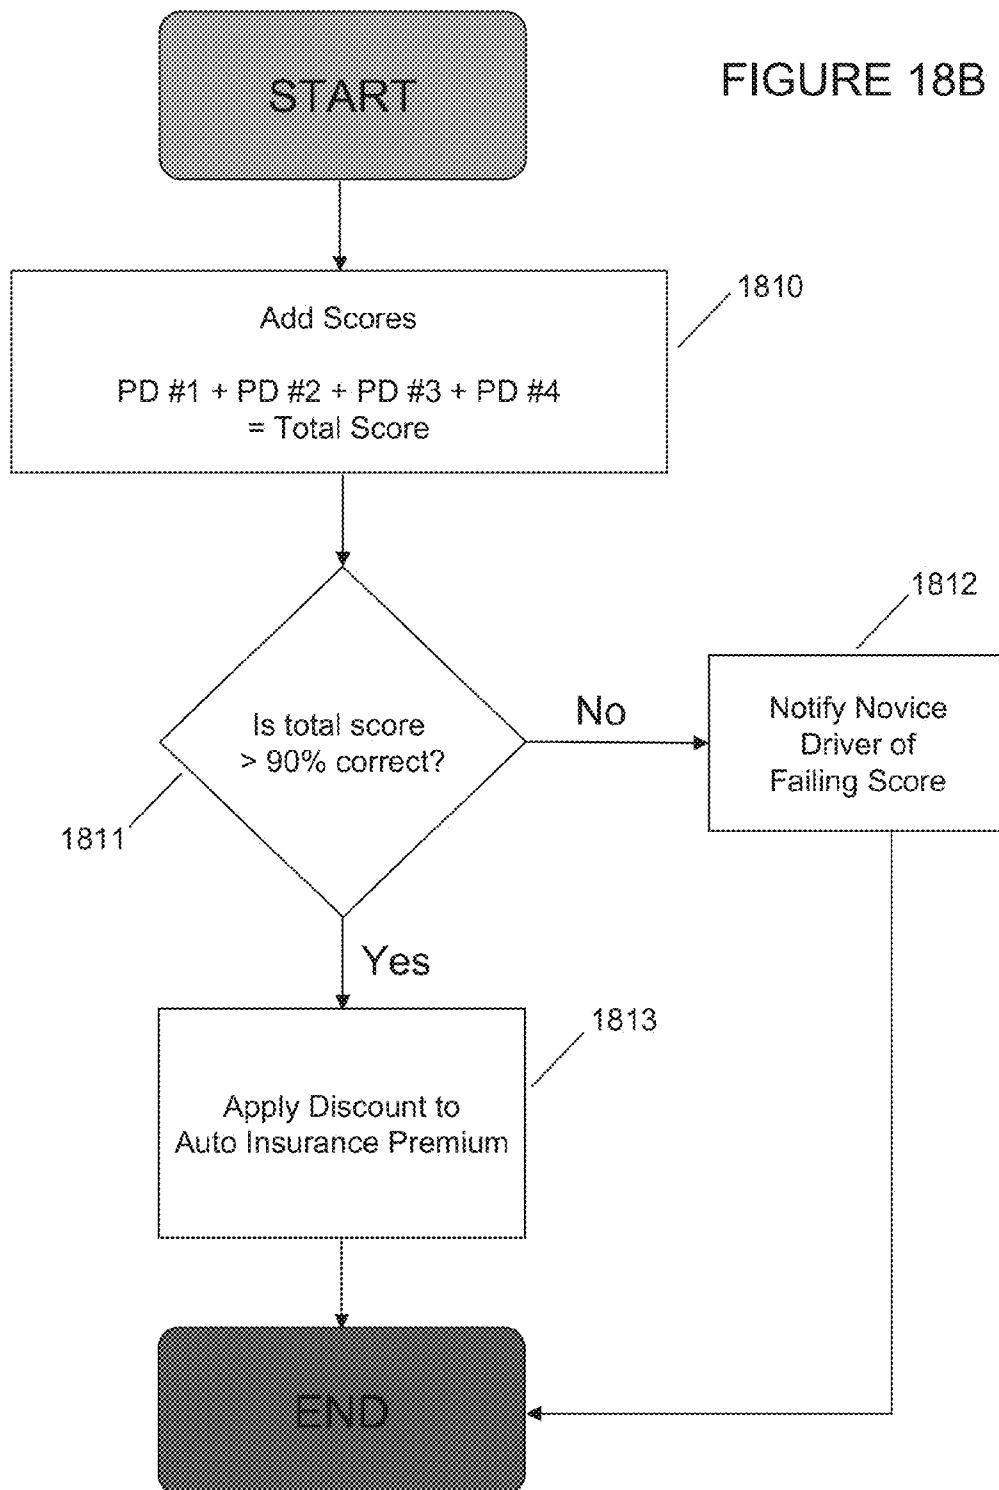 START
FIGURE 18B
Add Scores
PD #1 + PD #2 + PD #3 + PD #4
= Total Score
1810
Is total score
> 90% correct?
1811
No
1812
Notify Novice
Driver of
Failing Score
Yes
1813
Apply Discount to
Auto Insurance Premium
END